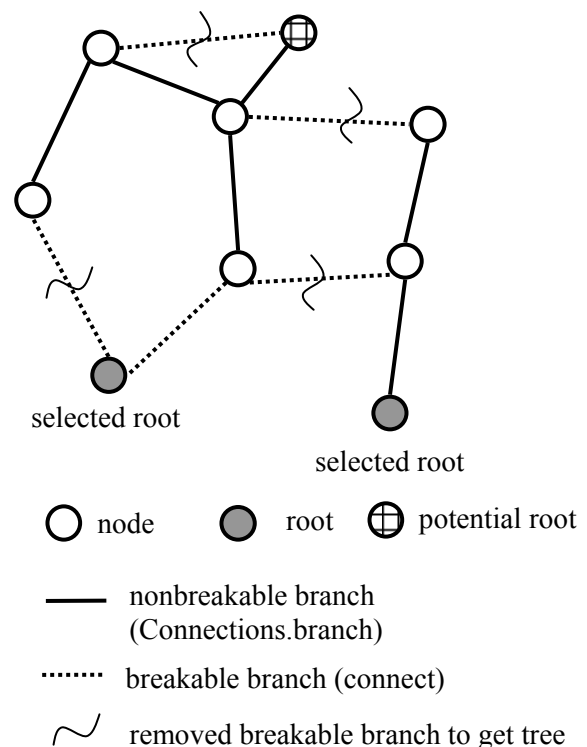 selected root
selected root
node root potential root
nonbreakable branch
(Connections.branch)
breakable branch (connect)
removed breakable branch to get tree